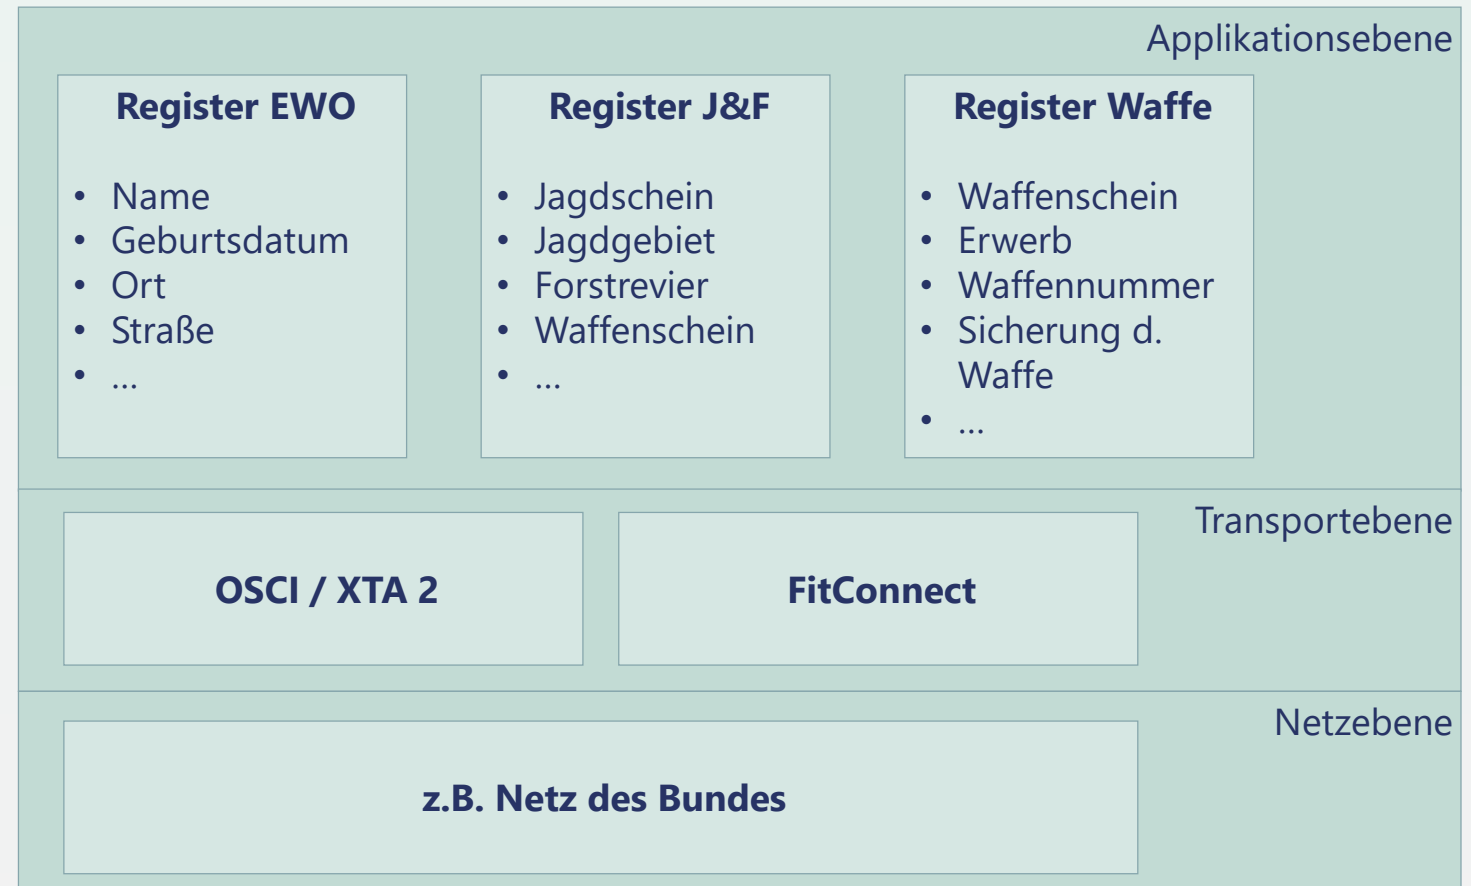 Applikationsebene
Register EWO
• Name
• Geburtsdatum
• Ort
• Straße
• ...
Register J&F
• Jagdschein
• Jagdgebiet
• Forstrevier
• Waffenschein
• ...
Register Waffe
• Waffenschein
• Erwerb
• Waffennummer
• Sicherung d.
Waffe
• ...
Transportebene
OSCI / XTA 2
FitConnect
Netzebene
z.B. Netz des Bundes